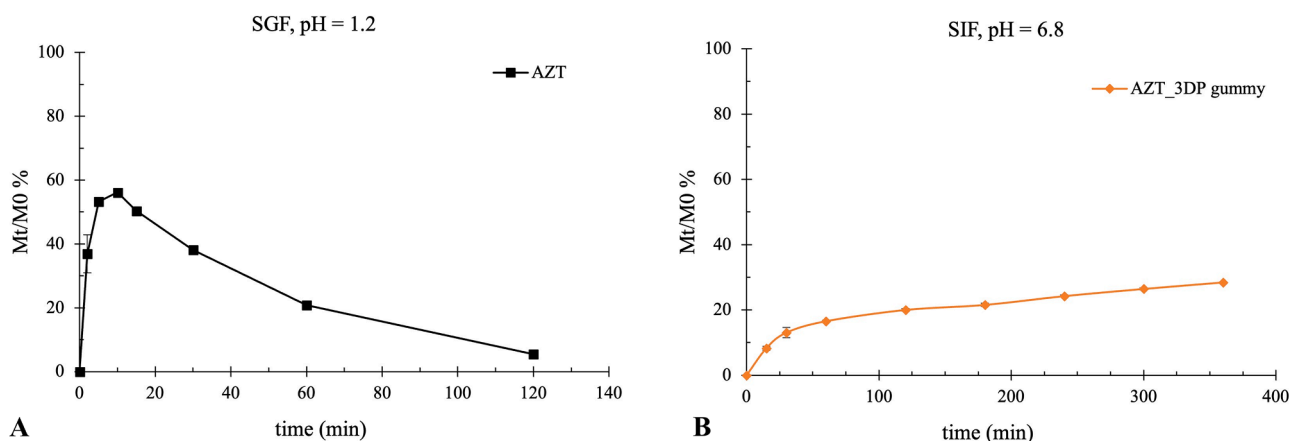 SGF, pH = 1.2
AZT
Mt/M0 %
100
80
60
40
20
0
0 20 40 60 80 100 120 140
time (min)
A
SIF, pH = 6.8
AZT_3DP gummy
Mt/M0 %
100
80
60
40
20
0
0 100 200 300 400
time (min)
B